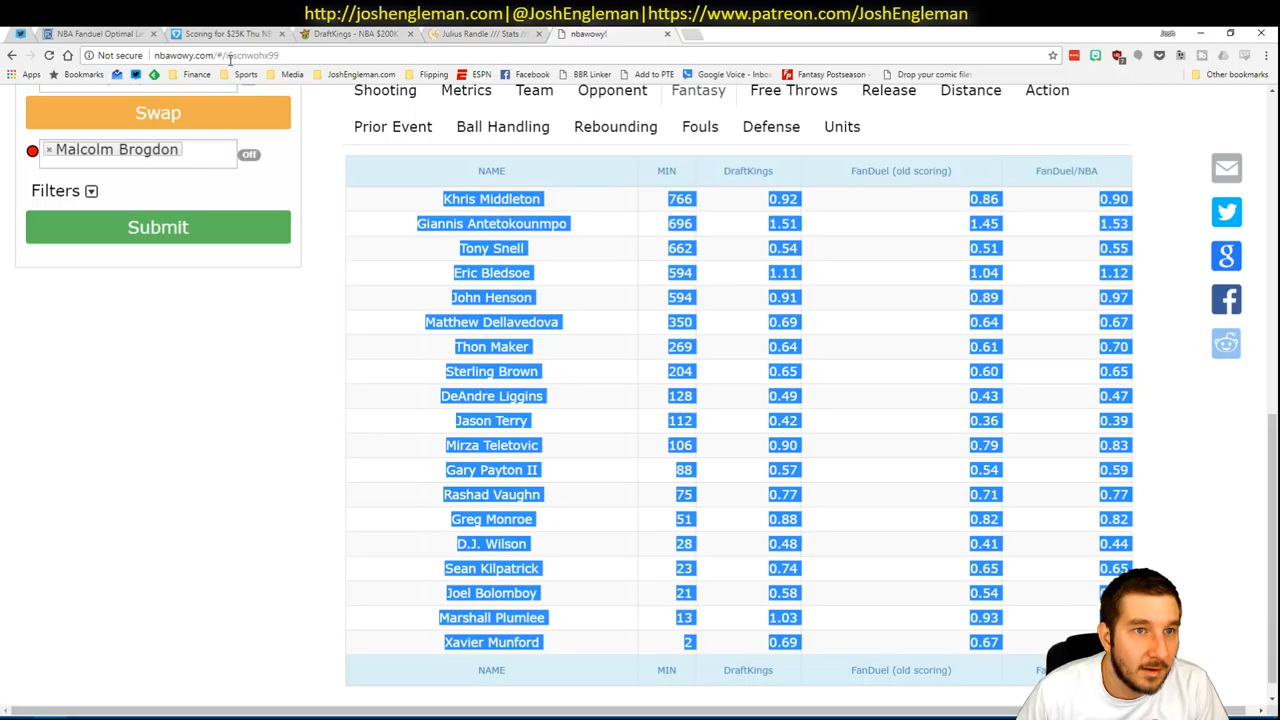 http://joshengleman.com|@JoshEngleman|https://www.patreon.com/JoshEngleman
NBA Fanduel Optimal Li × Scoring for $25K Thu N × DraftKings - NBA $200K × Julius Randle /// Stats / × nbawowy! × Josh
Not secure nbawowy.com/#/
Apps Finance Sports Media JoshEngleman.com Flipping ESPN Facebook BBR Linker Add to PTE Google Voice - Inbo Fantasy Postseason - Drop your comic file Other bookmarks
Shooting Metrics Team Opponent Fantasy Free Throws Release Distance Action
Swap
Prior Event Ball Handling Rebounding Fouls Defense Units
× Malcolm Brogdon Off
Filters
Submit
NAME MIN DraftKings FanDuel (old scoring) FanDuel/NBA
Khris Middleton 766 0.92 0.86 0.90
Giannis Antetokounmpo 696 1.51 1.45 1.53
Tony Snell 662 0.54 0.51 0.55
Eric Bledsoe 594 1.11 1.04 1.12
John Henson 594 0.91 0.89 0.97
Matthew Dellavedova 350 0.69 0.64 0.67
Thon Maker 269 0.64 0.61 0.70
Sterling Brown 204 0.65 0.60 0.65
DeAndre Liggins 128 0.49 0.43 0.47
Jason Terry 112 0.42 0.36 0.39
Mirza Teletovic 106 0.90 0.79 0.83
Gary Payton II 88 0.57 0.54 0.59
Rashad Vaughn 75 0.77 0.71 0.77
Greg Monroe 51 0.88 0.82 0.82
D.J. Wilson 28 0.48 0.41 0.44
Sean Kilpatrick 23 0.74 0.65 0.65
Joel Bolomboy 21 0.58 0.54
Marshall Plumlee 13 1.03 0.93
Xavier Munford 2 0.69 0.67
NAME MIN DraftKings FanDuel (old scoring)